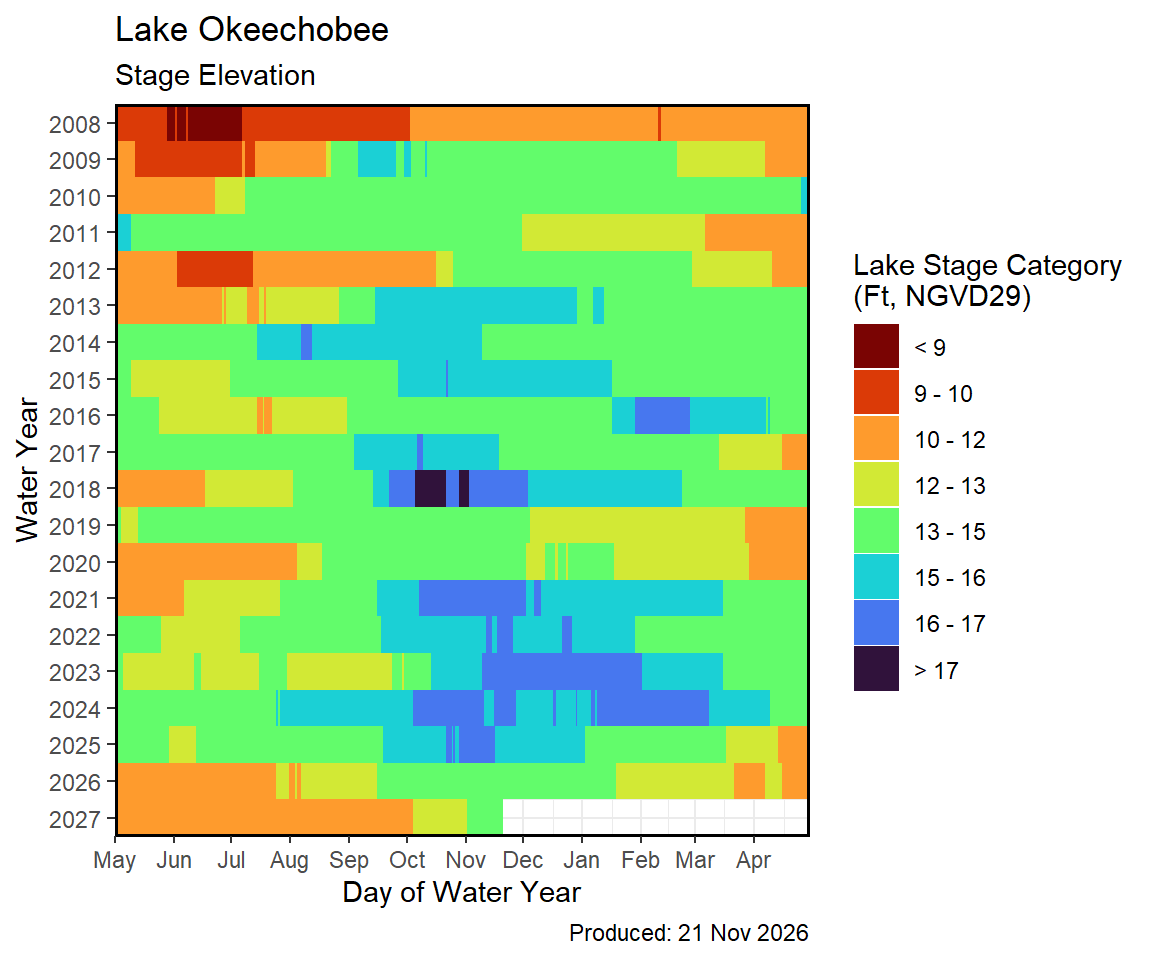 Lake Okeechobee
Stage Elevation
Water Year
2008
2009
2010
2011
2012
2013
2014
2015
2016
2017
2018
2019
2020
2021
2022
2023
2024
2025
2026
2027
May Jun Jul Aug Sep Oct Nov Dec Jan Feb Mar Apr
Day of Water Year
Lake Stage Category
(Ft, NGVD29)
< 9
9 - 10
10 - 12
12 - 13
13 - 15
15 - 16
16 - 17
> 17
Produced: 21 Nov 2026